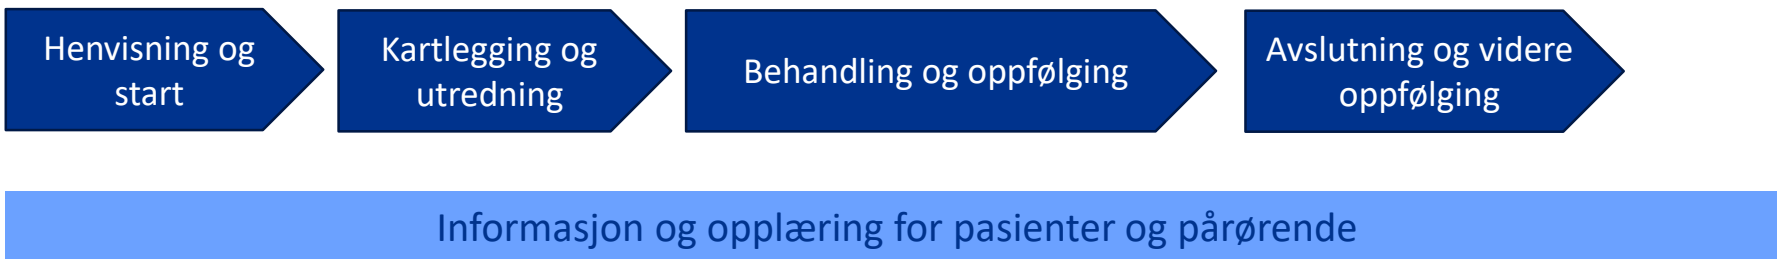 Henvisning og
start
Kartlegging og
utredning
Behandling og oppfølging
Avslutning og videre
oppfølging
Informasjon og opplæring for pasienter og pårørende